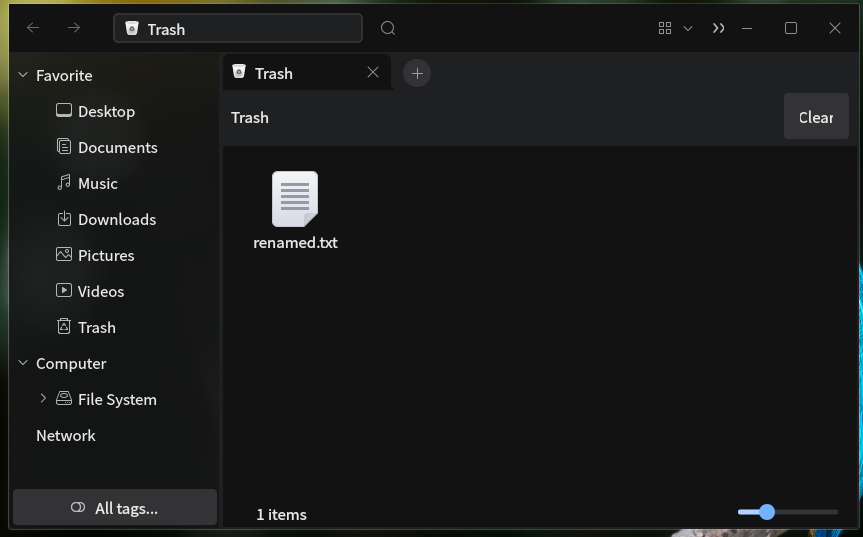 Trash
Favorite
Desktop
Documents
Music
Downloads
Pictures
Videos
Trash
Computer
File System
Network
All tags...
Trash
Trash
Clear
renamed.txt
1 items